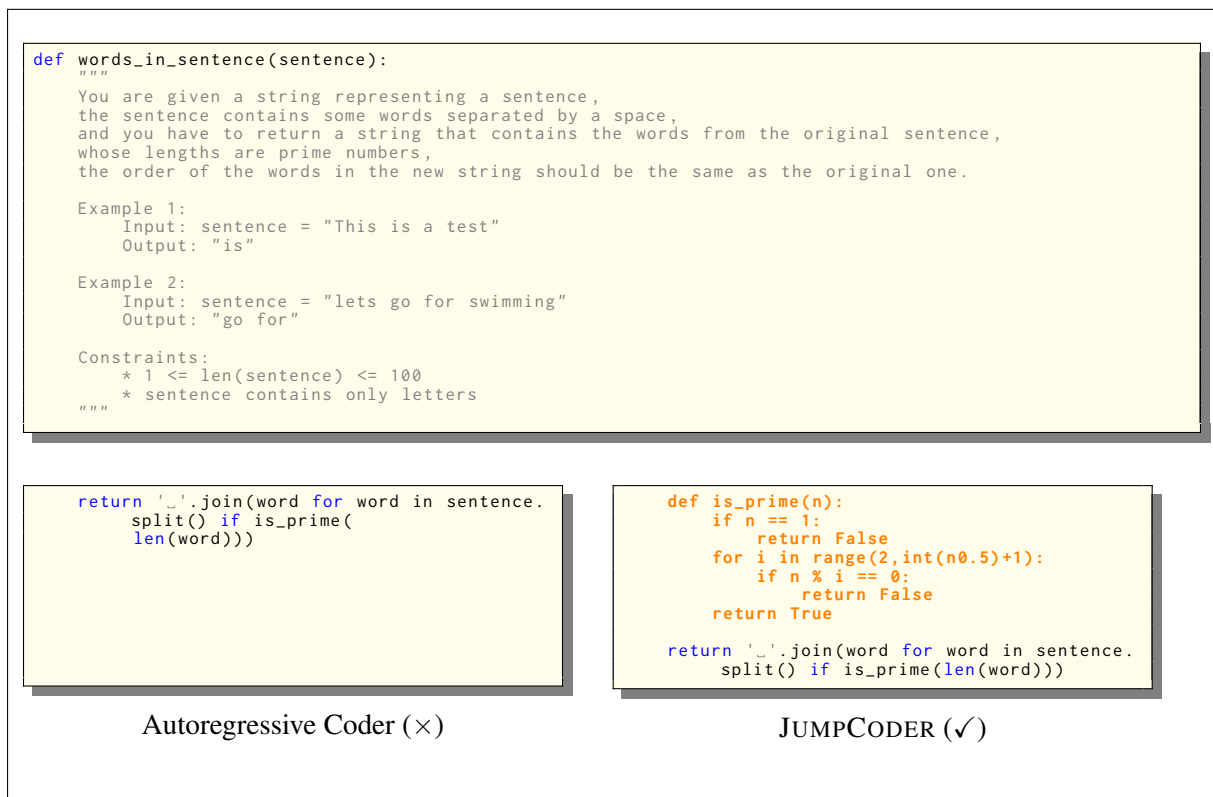 def words_in_sentence(sentence):
"""
You are given a string representing a sentence,
the sentence contains some words separated by a space,
and you have to return a string that contains the words from the original sentence,
whose lengths are prime numbers,
the order of the words in the new string should be the same as the original one.
Example 1:
Input: sentence = "This is a test"
Output: "is"
Example 2:
Input: sentence = "lets go for swimming"
Output: "go for"
Constraints:
* 1 <= len(sentence) <= 100
* sentence contains only letters
"""
return '␣'.join(word for word in sentence.
split() if is_prime(
len(word)))
Autoregressive Coder (×)
def is_prime(n):
if n == 1:
return False
for i in range(2,int(n0.5)+1):
if n % i == 0:
return False
return True
return '␣'.join(word for word in sentence.
split() if is_prime(len(word)))
JUMPCODER (✓)